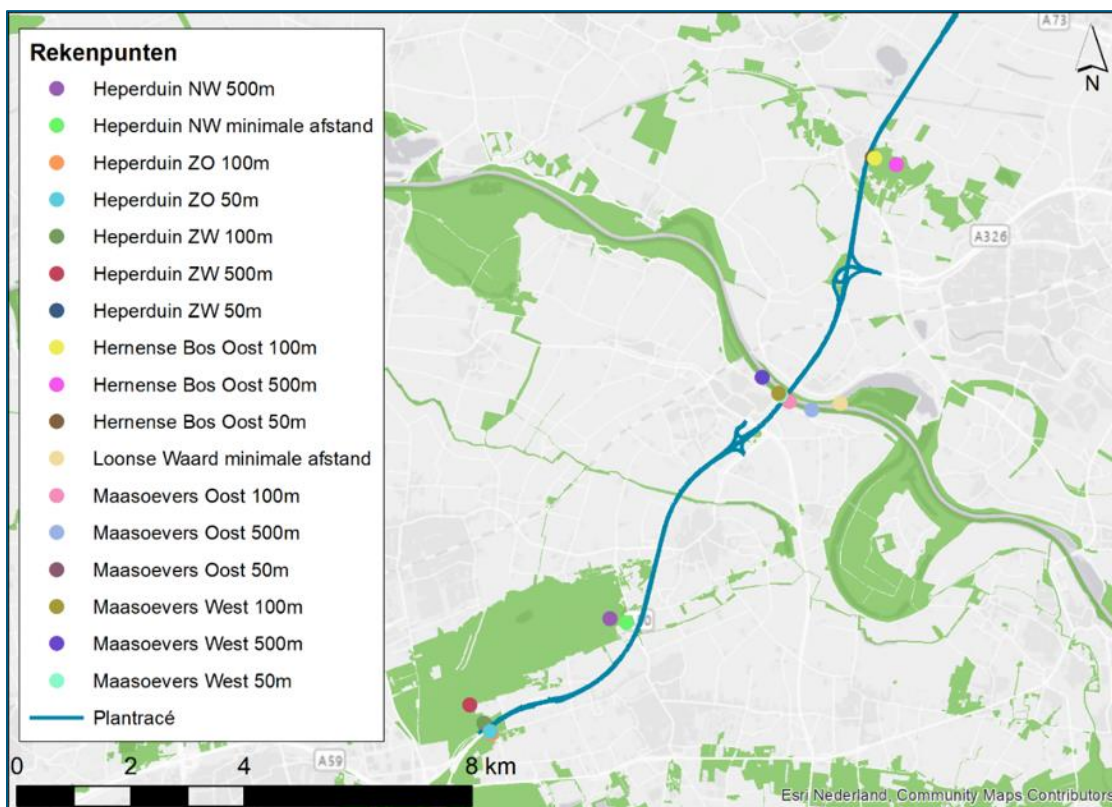 A73
N
Rekenpunten
Heperduin NW 500m
Heperduin NW minimale afstand
Heperduin ZO 100m
Heperduin ZO 50m
Heperduin ZW 100m
Heperduin ZW 500m
Heperduin ZW 50m
Hernense Bos Oost 100m
Hernense Bos Oost 500m
Hernense Bos Oost 50m
Loonse Waard minimale afstand
Maasoevers Oost 100m
Maasoevers Oost 500m
Maasoevers Oost 50m
Maasoevers West 100m
Maasoevers West 500m
Maasoevers West 50m
Plantracé
A326
A59
0 2 4 8 km
Esri Nederland, Community Maps Contributors